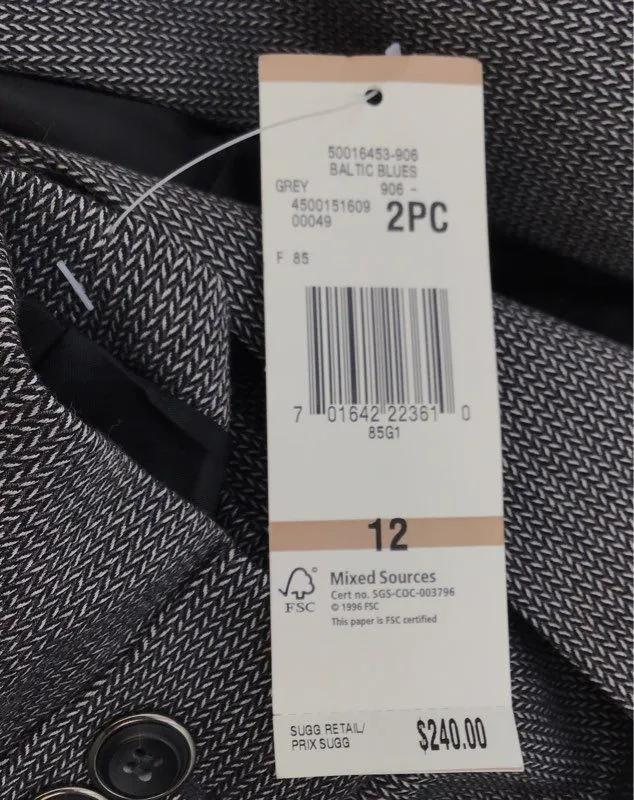 50016453-906
BALTIC BLUES
GREY 906 -
4500151609
00049
2PC
F 85
7 01642 22361 0
85G1
12
Mixed Sources
Cert no. SGS-COC-003796
© 1996 FSC
FSC
This paper is FSC certified
SUGG RETAIL/
PRIX SUGG
$240.00